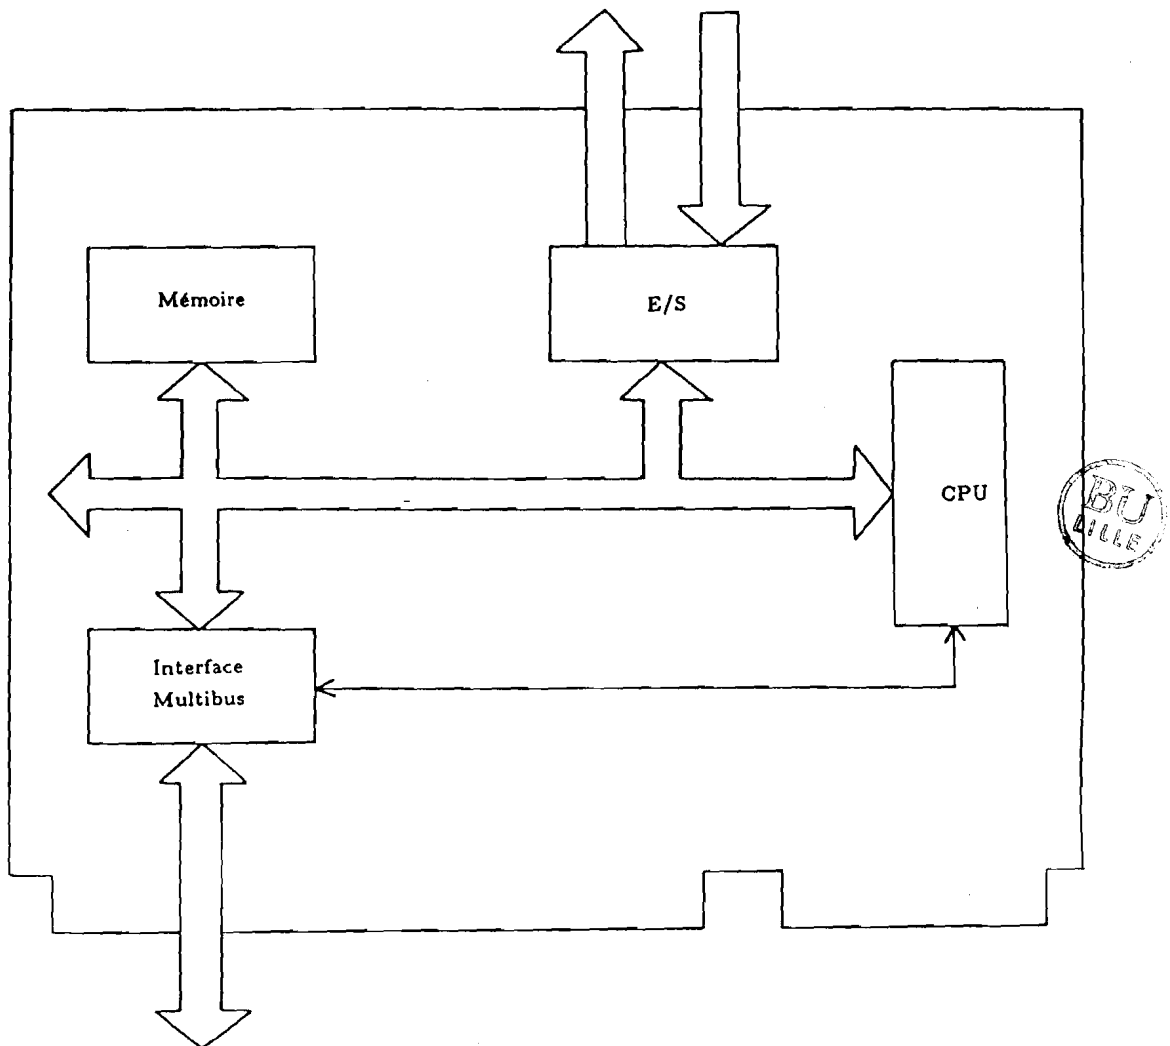 Mémoire
E/S
CPU
BU
LILLE
Interface
Multibus